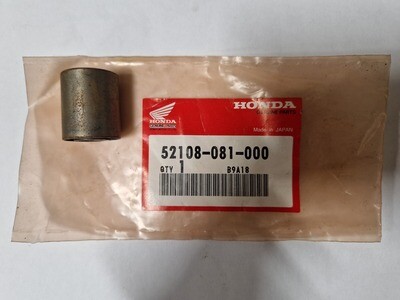 HONDA
HONDA
Made in JAPAN
52108-081-000
QTY 1 B9A18